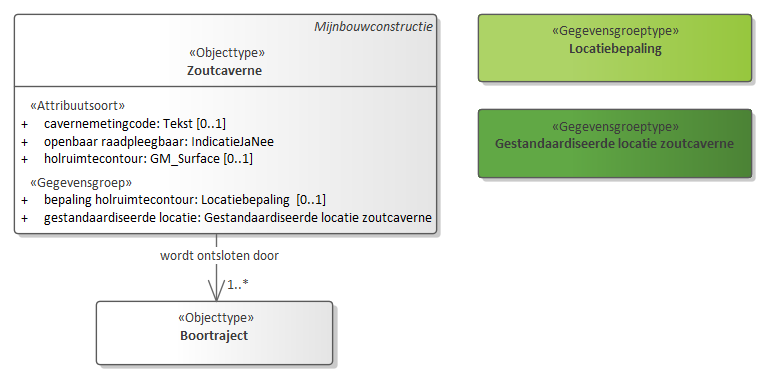 Mijnbouwconstructie
«Objecttype»
Zoutcaverne
«Attribuutsoort»
+ cavernemetingcode: Tekst [0..1]
+ openbaar raadpleegbaar: IndicatieJaNee
+ holruimtecontour: GM_Surface [0..1]
«Gegevensgroep»
+ bepaling holruimtecontour: Locatiebepaling [0..1]
+ gestandaardiseerde locatie: Gestandaardiseerde locatie zoutcaverne
«Gegevensgroeptype»
Locatiebepaling
«Gegevensgroeptype»
Gestandaardiseerde locatie zoutcaverne
wordt ontsloten door
1..*
«Objecttype»
Boortraject